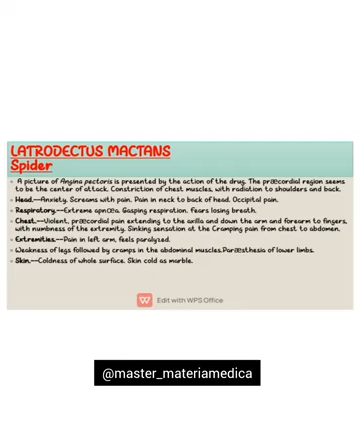 LATRODECTUS MACTANS
Spider
A picture of Angina pectoris is presented by the action of the drug. The præcordial region seems
to be the center of attack. Constriction of chest muscles, with radiation to shoulders and back.
Head.--Anxiety. Screams with pain. Pain in neck to back of head. Occipital pain.
Respiratory.--Extreme apnœa. Gasping respiration, fears losing breath.
Chest.--Violent, præcordial pain extending to the axilla and down the arm and forearm to fingers,
with numbness of the extremity. Sinking sensation at the Cramping pain from chest to abdomen.
Extremities.--Pain in left arm, feels paralyzed.
Weakness of legs followed by cramps in the abdominal muscles.Paræsthesia of lower limbs.
Skin.--Coldness of whole surface. Skin cold as marble.
Edit with WPS Office
@master_materiamedica